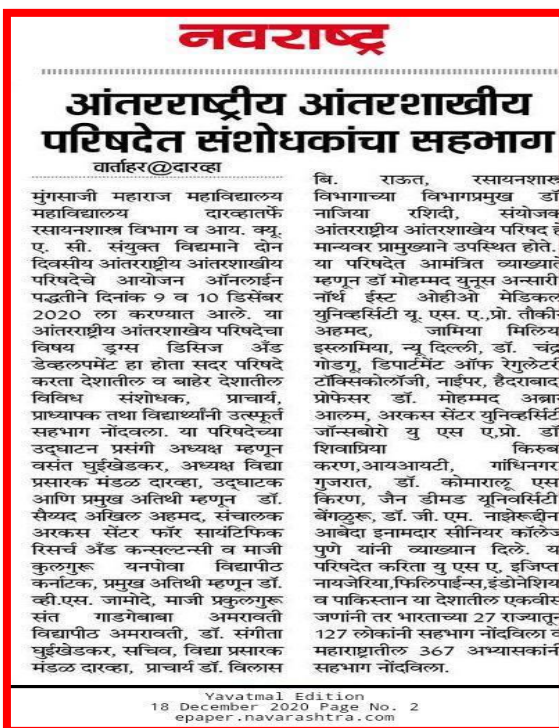 नवराष्ट्र
आंतरराष्ट्रीय आंतरशाखीय
परिषदेत संशोधकांचा सहभाग
वार्ताहर@दारव्हा
मुंगसाजी महाराज महाविद्यालय
महाविद्यालय दारव्हातर्फे
रसायनशास्त्र विभाग व आय. क्यू.
ए. सी. संयुक्त विद्यमाने दोन
दिवसीय आंतरराष्ट्रीय आंतरशाखीय
परिषदेचे आयोजन ऑनलाईन
पद्धतीने दिनांक 9 व 10 डिसेंबर
2020 ला करण्यात आले. या
आंतरराष्ट्रीय आंतरशाखेय परिषदेचा
विषय ड्रग्स डिसिज अँड
डेव्हलपमेंट हा होता सदर परिषदे
करता देशातील व बाहेर देशातील
विविध संशोधक, प्राचार्य,
प्राध्यापक तथा विद्यार्थ्यांनी उत्स्फूर्त
सहभाग नोंदवला. या परिषदेच्या
उद्घाटन प्रसंगी अध्यक्ष म्हणून
वसंत घुईखेडकर, अध्यक्ष विद्या
प्रसारक मंडळ दारव्हा, उद्घाटक
आणि प्रमुख अतिथी म्हणून डॉ.
सैय्यद अखिल अहमद, संचालक
अरकस सेंटर फॉर सायंटिफिक
रिसर्च अँड कन्सल्टन्सी व माजी
कुलगुरू यनपोवा विद्यापीठ
कर्नाटक, प्रमुख अतिथी म्हणून डॉ.
व्ही.एस. जामोदे, माजी प्रकुलगुरू
संत गाडगेबाबा अमरावती
विद्यापीठ अमरावती, डॉ. संगीता
घुईखेडकर, सचिव, विद्या प्रसारक
मंडळ दारव्हा, प्राचार्य डॉ. विलास
बि. राऊत, रसायनशास्त्र
विभागाच्या विभागप्रमुख डॉ
नाजिया रशिदी, संयोजक
आंतरराष्ट्रीय आंतरशाखेय परिषद हे
मान्यवर प्रामुख्याने उपस्थित होते.
या परिषदेत आमंत्रित व्याख्याते
म्हणून डॉ मोहम्मद युनूस अन्सारी
नॉर्थ ईस्ट ओहीओ मेडिकल
युनिव्हर्सिटी यू. एस. ए.,प्रो. तौकीर
अहमद, जामिया मिलिया
इस्लामिया, न्यू दिल्ली, डॉ. चंद्र
गोडगू, डिपार्टमेंट ऑफ रेगुलेटरी
टॉक्सिकोलॉजी, नाईपर, हैदराबाद
प्रोफेसर डॉ. मोहम्मद अब्रार
आलम, अरकस सेंटर युनिव्हर्सिटी
जॉन्सबोरो यु एस ए,प्रो. डॉ
शिवाप्रिया किरुबा
करण,आयआयटी, गांधिनगर
गुजरात, डॉ. कोमारालू एस
किरण, जैन डीमड यूनिवर्सिटी
बेंगळुरू, डॉ. जी. एम. नाझेरूद्दीन
आबेदा इनामदार सीनियर कॉलेज
पुणे यांनी व्याख्यान दिले. या
परिषदेत करिता यु एस ए, इजिप्त
नायजेरिया,फिलिपाईन्स,इंडोनेशिया
व पाकिस्तान या देशातील एकवीस
जणांनी तर भारताच्या 27 राज्यातून
127 लोकांनी सहभाग नोंदविला व
महाराष्ट्रातील 367 अभ्यासकांनी
सहभाग नोंदविला.
Yavatmal Edition
18 December 2020 Page No. 2
epaper.navarashtra.com